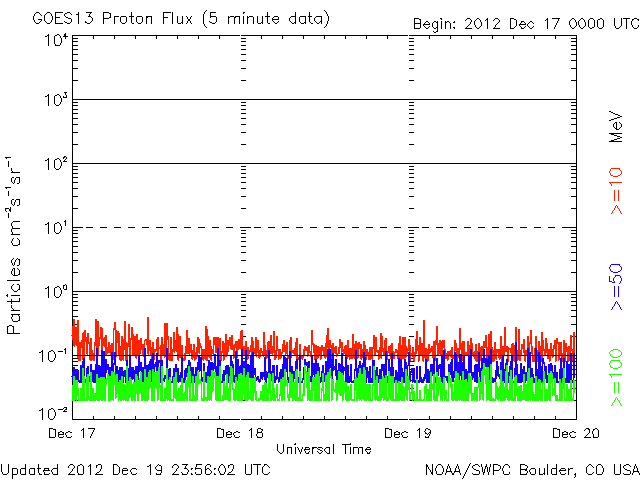 GOES13 Proton Flux (5 minute data)
Begin: 2012 Dec 17 0000 UTC
10⁴
10³
10²
10¹
10⁰
10⁻¹
10⁻²
Particles cm⁻²s⁻¹sr⁻¹
MeV
>=10
>=50
>=100
Dec 17
Dec 18
Dec 19
Dec 20
Universal Time
Updated 2012 Dec 19 23:56:02 UTC
NOAA/SWPC Boulder, CO USA